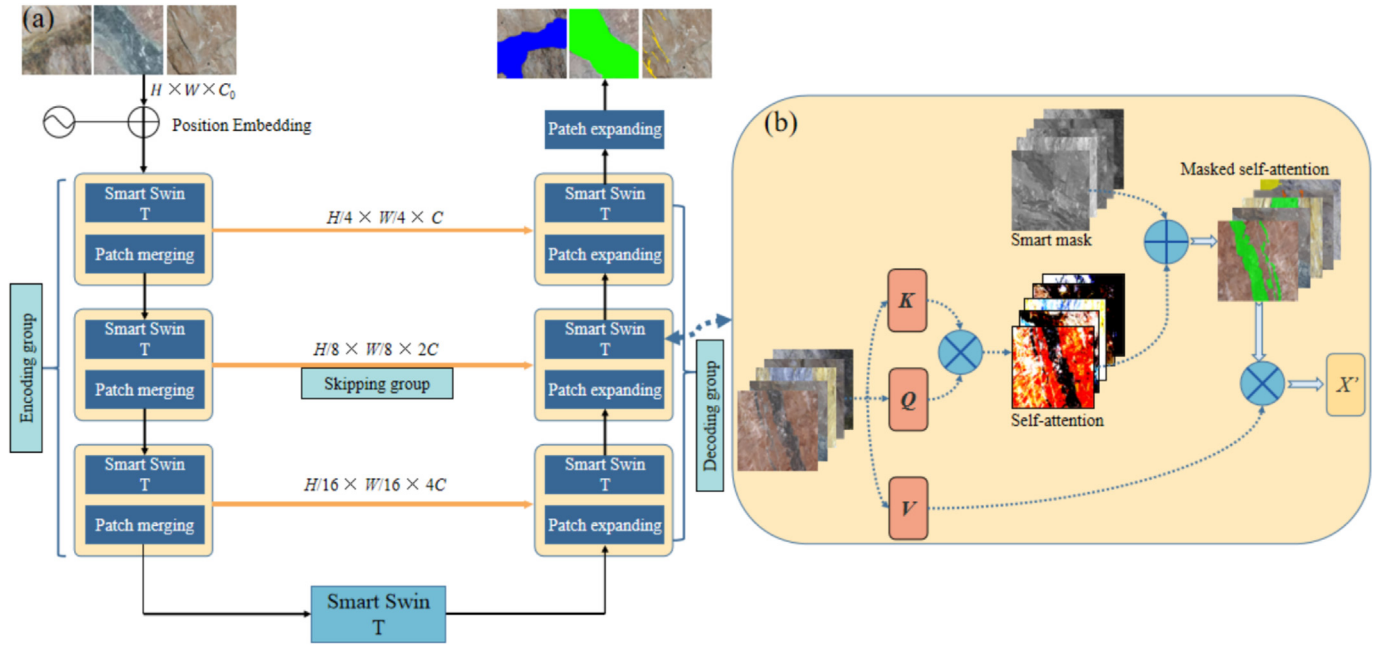 (a)
H × W × C₀
Position Embedding
Smart Swin
T
Patch merging
Smart Swin
T
Patch merging
Smart Swin
T
Patch merging
Encoding group
H/4 × W/4 × C
H/8 × W/8 × 2C
Skipping group
H/16 × W/16 × 4C
Smart Swin
T
Patch expanding
Smart Swin
T
Patch expanding
Smart Swin
T
Patch expanding
Smart Swin
T
Patch expanding
Decoding group
(b)
Smart mask
Masked self-attention
K
Q
V
Self-attention
X'